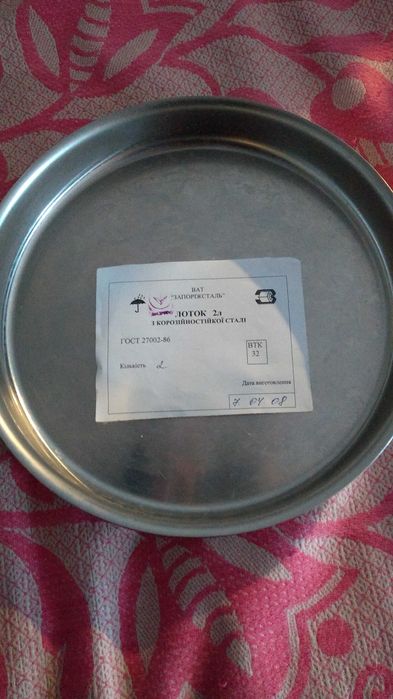 ВАТ
"ЗАПОРІЖСТАЛЬ"
ЛОТОК 2л
З КОРОЗІЙНОСТІЙКОЇ СТАЛІ
ГОСТ 27002-86
ВТК
32
Кількість 2
Дата виготовлення
7 04 08